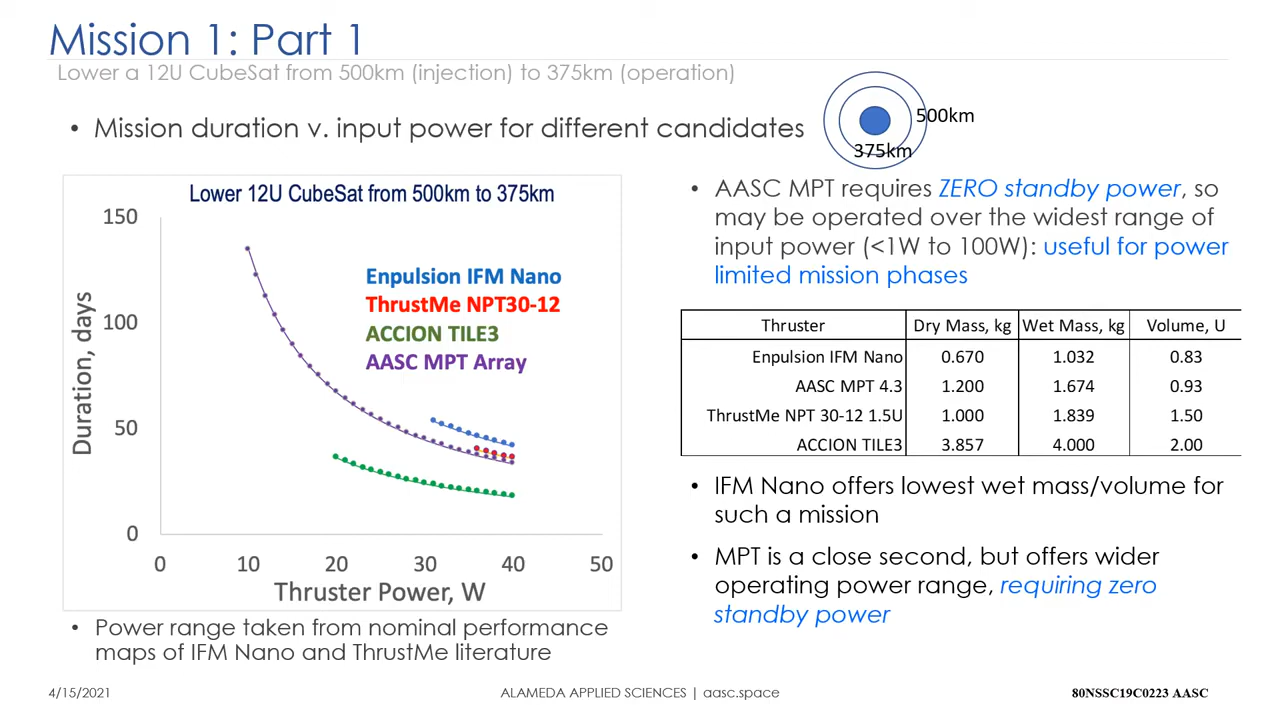 Mission 1: Part 1
Lower a 12U CubeSat from 500km (injection) to 375km (operation)
• Mission duration v. input power for different candidates
500km
375km
Lower 12U CubeSat from 500km to 375km
150
100
50
0
Duration, days
Enpulsion IFM Nano
ThrustMe NPT30-12
ACCION TILE3
AASC MPT Array
0 10 20 30 40 50
Thruster Power, W
• Power range taken from nominal performance
maps of IFM Nano and ThrustMe literature
• AASC MPT requires ZERO standby power, so
may be operated over the widest range of
input power (<1W to 100W): useful for power
limited mission phases
Thruster Dry Mass, kg Wet Mass, kg Volume, U
Enpulsion IFM Nano 0.670 1.032 0.83
AASC MPT 4.3 1.200 1.674 0.93
ThrustMe NPT 30-12 1.5U 1.000 1.839 1.50
ACCION TILE3 3.857 4.000 2.00
• IFM Nano offers lowest wet mass/volume for
such a mission
• MPT is a close second, but offers wider
operating power range, requiring zero
standby power
4/15/2021 ALAMEDA APPLIED SCIENCES | aasc.space 80NSSC19C0223 AASC